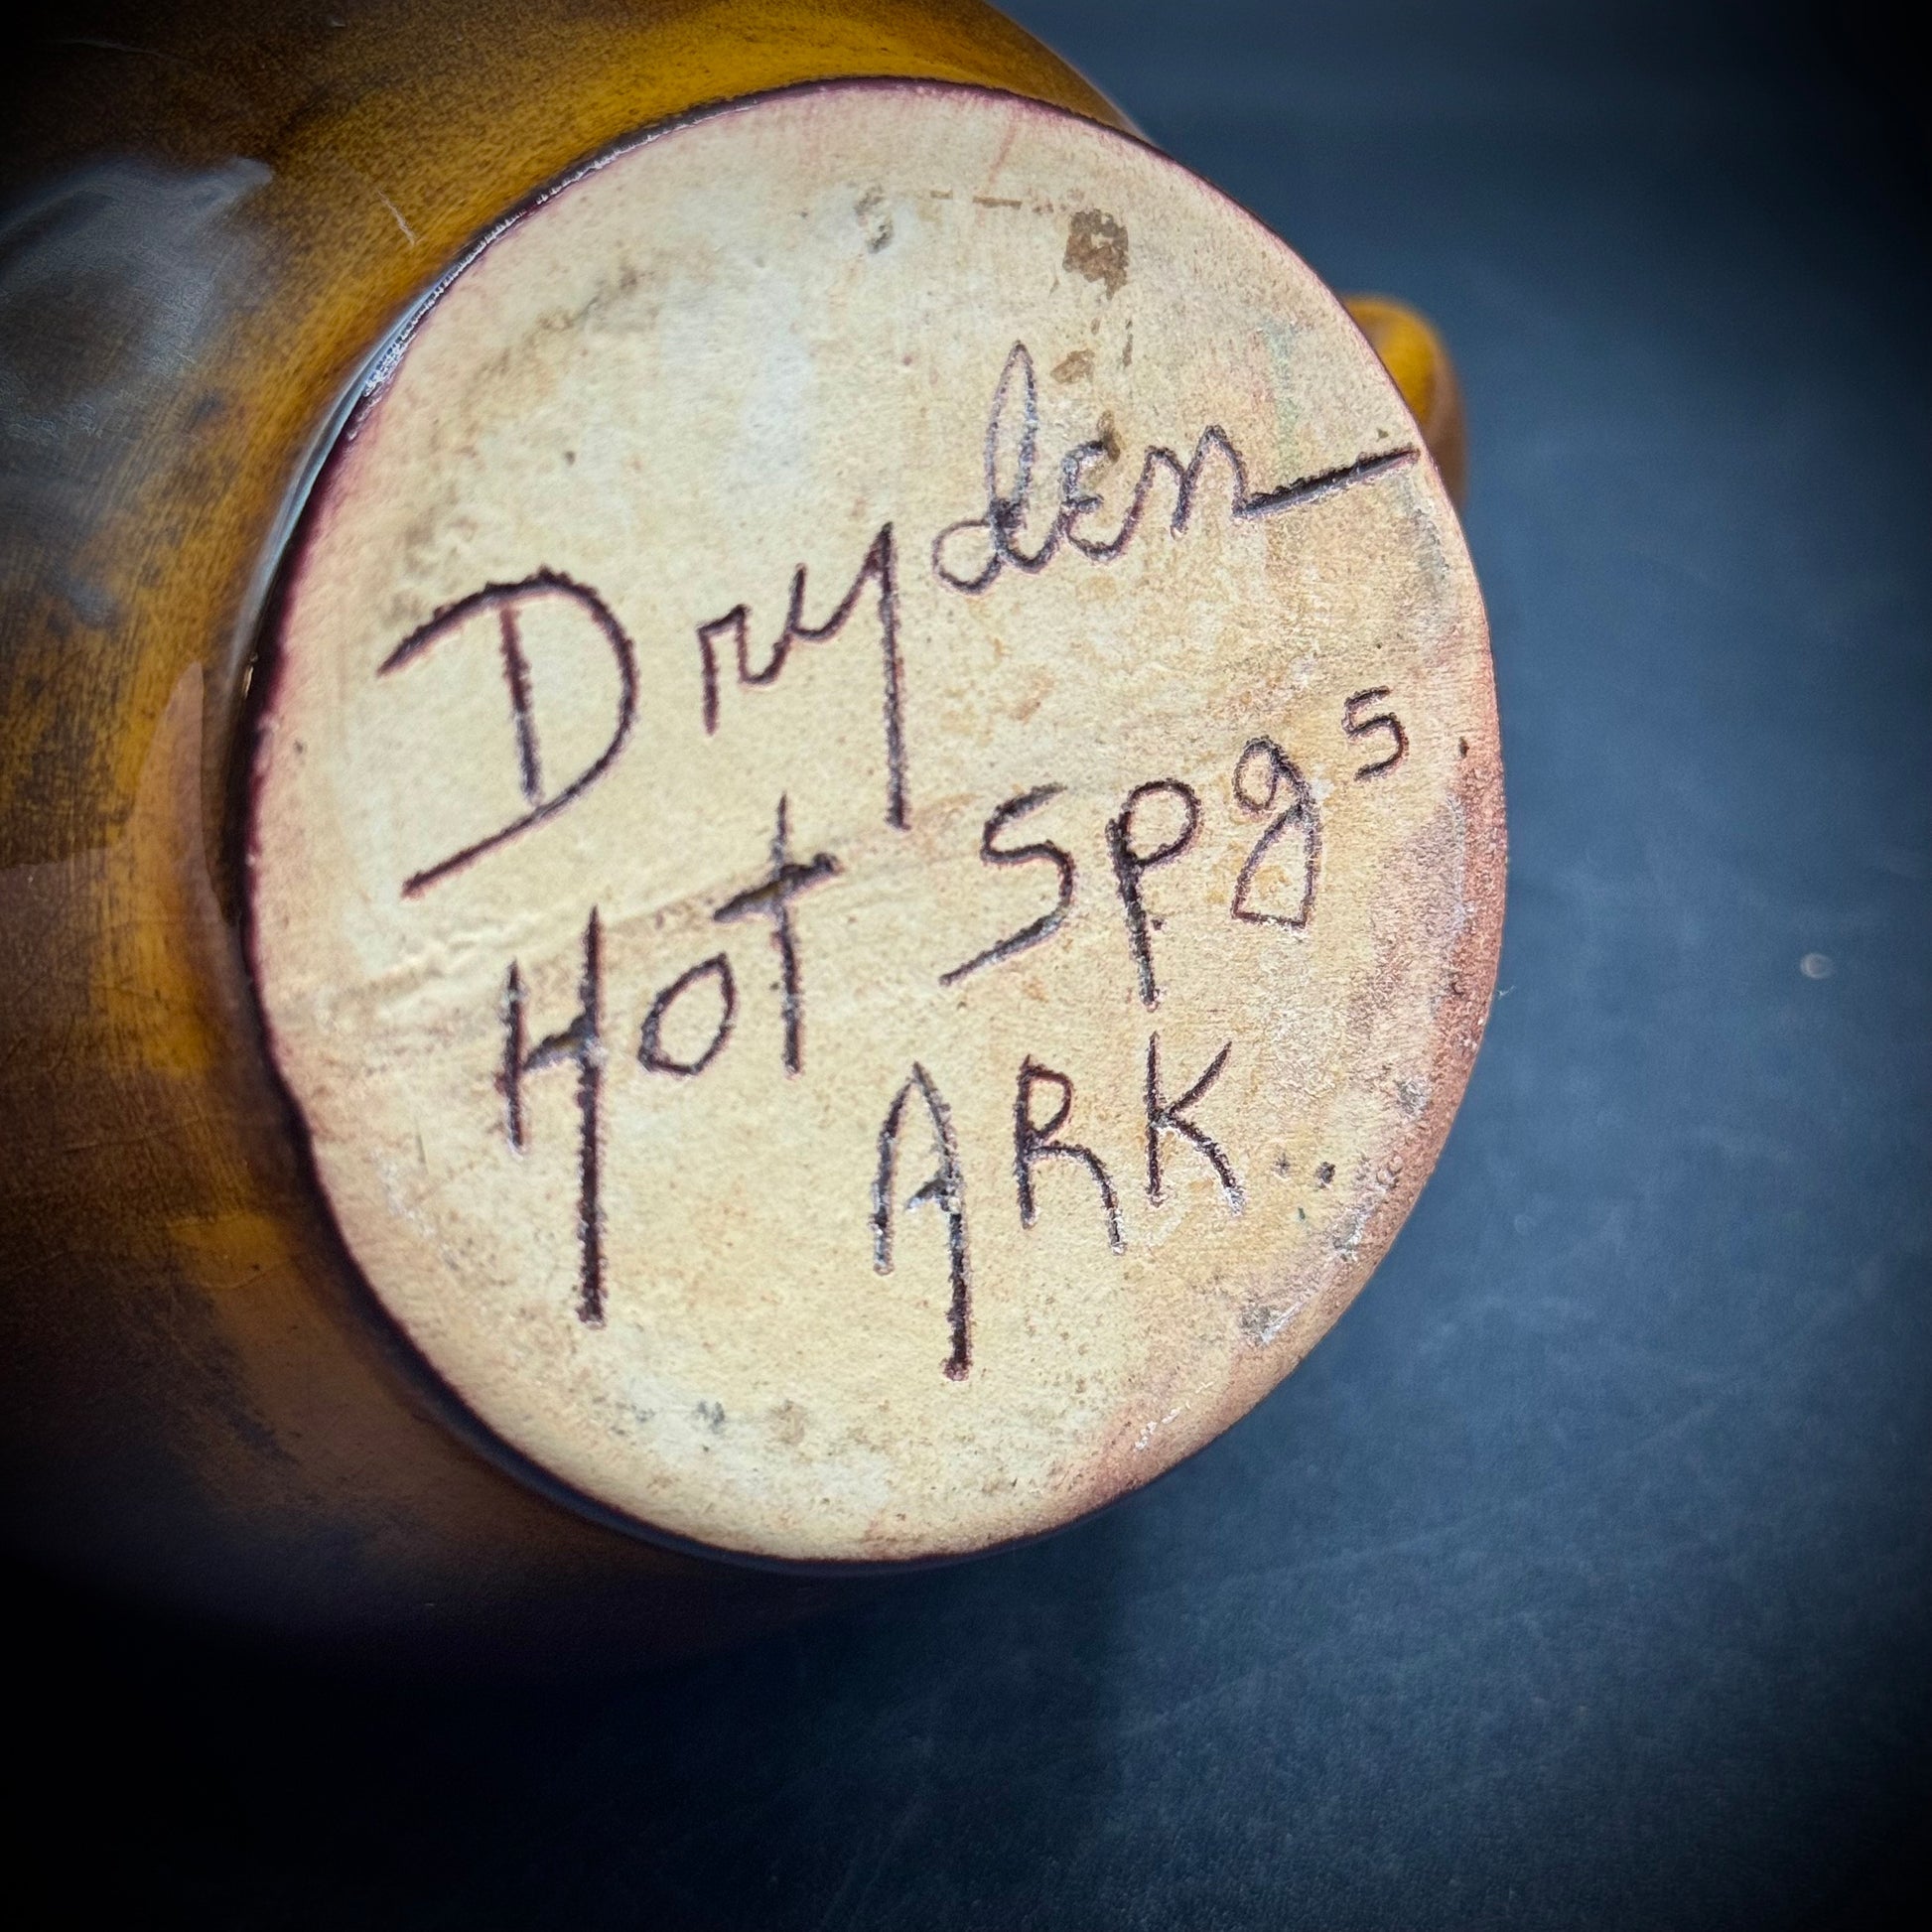 Dryden
Hot Spgs.
ARK.